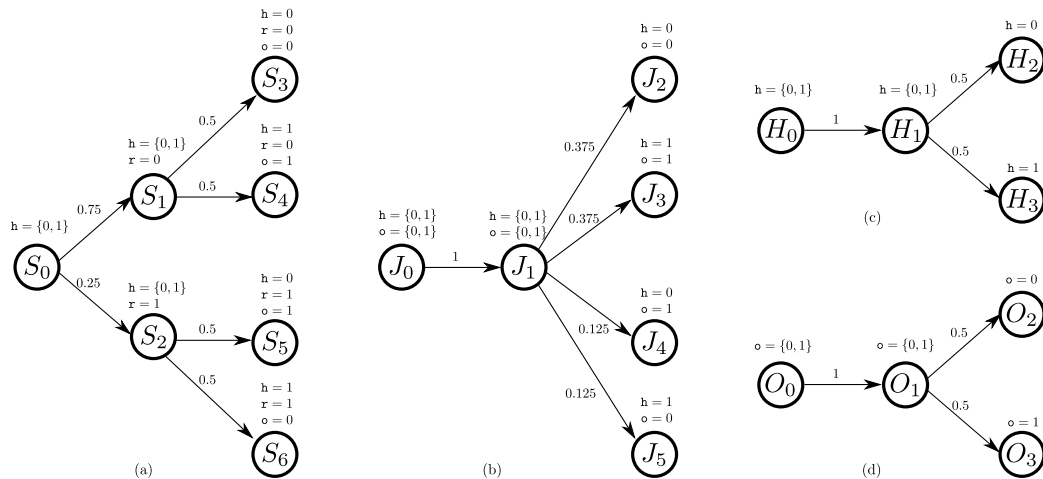 h = {0, 1}
S0
0.75
0.25
h = {0, 1}
r = 0
S1
0.5
0.5
h = 0
r = 0
o = 0
S3
h = 1
r = 0
o = 1
S4
h = {0, 1}
r = 1
S2
0.5
0.5
h = 0
r = 1
o = 1
S5
h = 1
r = 1
o = 0
S6
(a)
h = {0, 1}
o = {0, 1}
J0
1
h = {0, 1}
o = {0, 1}
J1
0.375
0.375
0.125
0.125
h = 0
o = 0
J2
h = 1
o = 1
J3
h = 0
o = 1
J4
h = 1
o = 0
J5
(b)
h = {0, 1}
H0
1
h = {0, 1}
H1
0.5
0.5
h = 0
H2
h = 1
H3
(c)
o = {0, 1}
O0
1
o = {0, 1}
O1
0.5
0.5
o = 0
O2
o = 1
O3
(d)